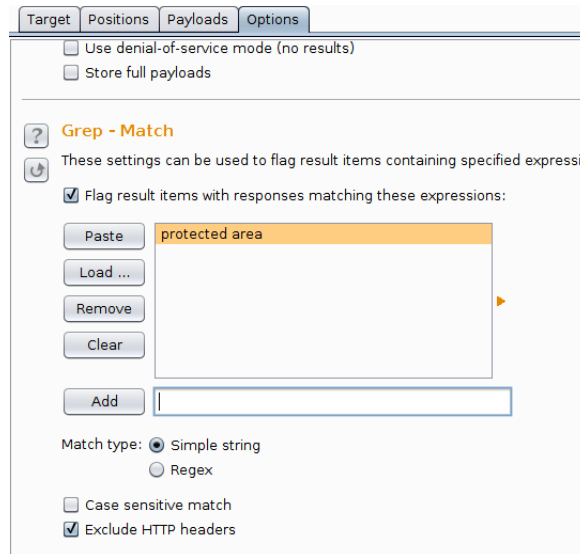 Target Positions Payloads Options
Use denial-of-service mode (no results)
Store full payloads
? Grep - Match
These settings can be used to flag result items containing specified expressi
Flag result items with responses matching these expressions:
Paste
protected area
Load ...
Remove
Clear
Add
Match type: Simple string
Regex
Case sensitive match
Exclude HTTP headers